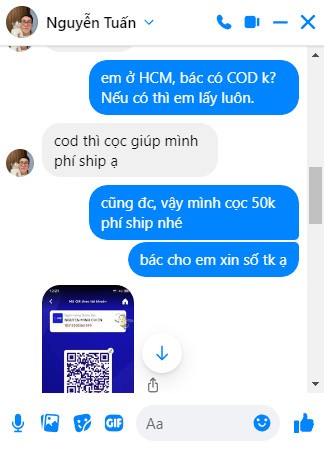 Nguyễn Tuấn
em ở HCM, bác có COD k?
Nếu có thì em lấy luôn.
cod thì cọc giúp mình
phí ship ạ
cũng đc, vậy mình cọc 50k
phí ship nhé
bác cho em xin số tk ạ
GIF
Aa